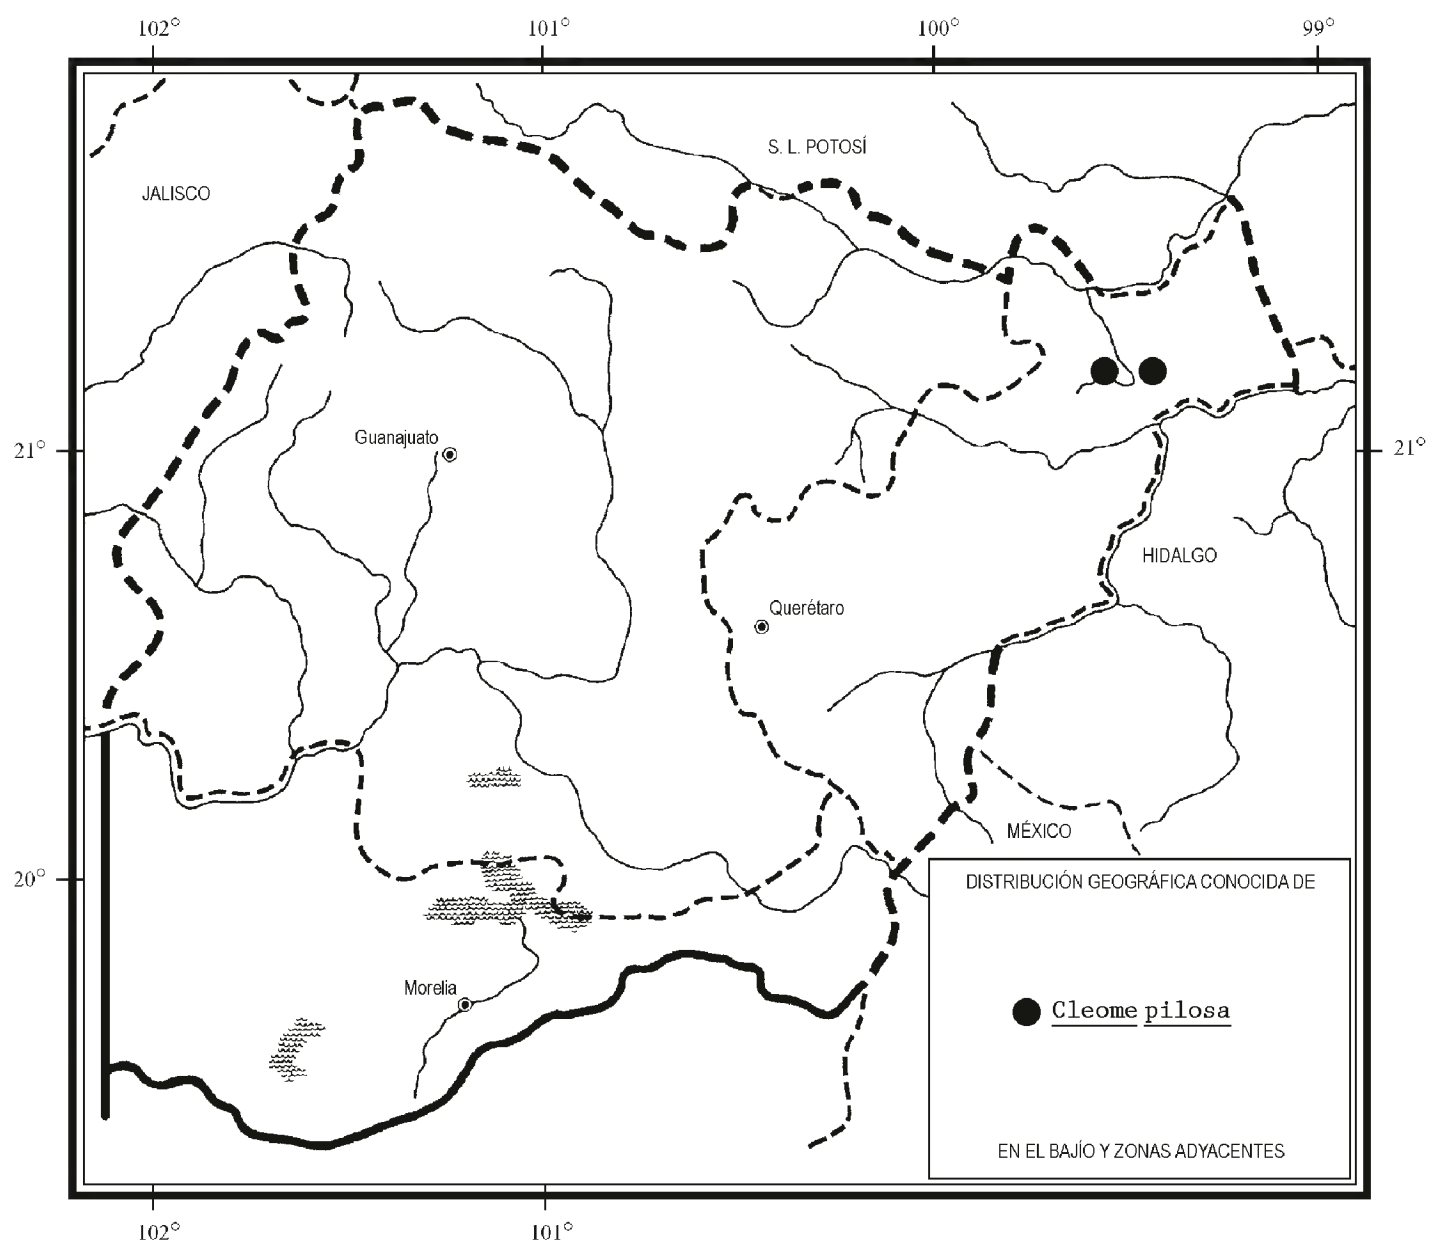 102° 101° 100° 99°
S. L. POTOSÍ
JALISCO
Guanajuato
21° 21°
HIDALGO
Querétaro
MÉXICO
20°
DISTRIBUCIÓN GEOGRÁFICA CONOCIDA DE
Morelia
Cleome pilosa
EN EL BAJÍO Y ZONAS ADYACENTES
102° 101°